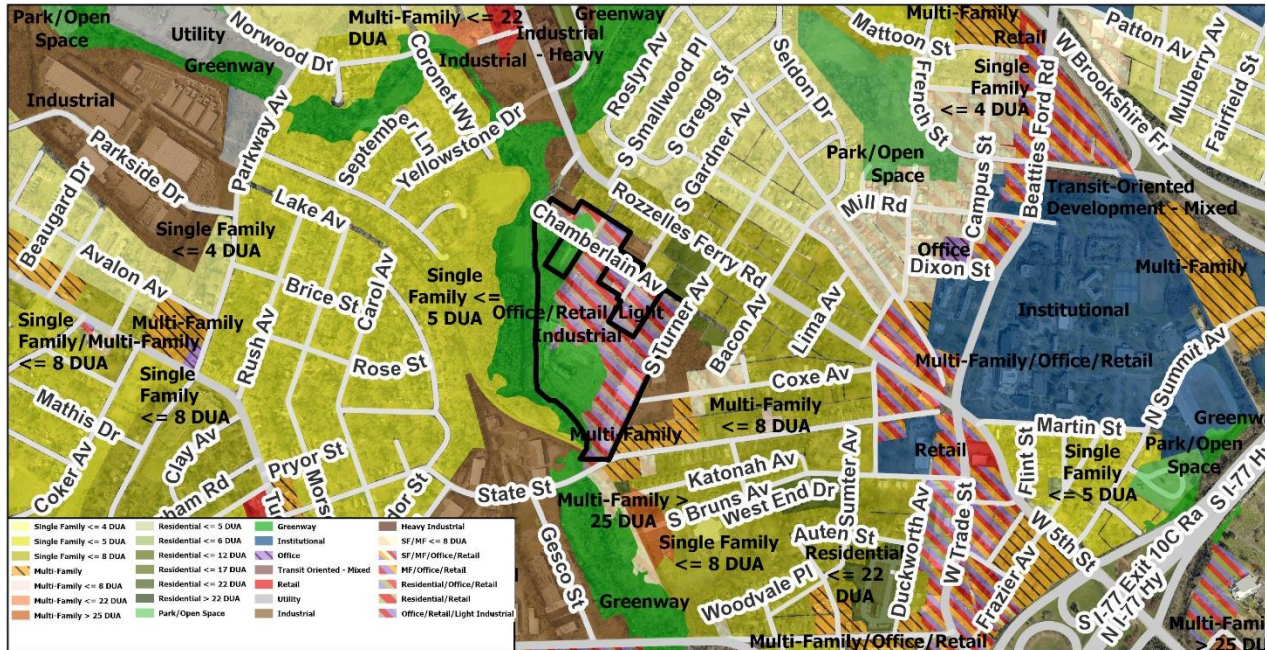 Park/Open
Space
Utility
Greenway
Norwood Dr
Multi-Family <= 22
DUA
Coronet Wy
Industrial
Industrial
- Heavy
Greenway
Roslyn Av
S Smallwood Pl
S Gregg St
S Gardner Av
Seldon Dr
Multi-Family
Retail
Mattoon St
French St
Single
Family
<= 4 DUA
Beatties Ford Rd
W Brookshire Fr
Patton Av
Mulberry Av
Fairfield St
Industrial
Parkside Dr
Parkway Av
September Ln
Yellowstone Dr
Lake Av
Beaugard Dr
Single Family
<= 4 DUA
Avalon Av
Brice St
Carol Av
Rush Av
Rose St
Single
Family <=
5 DUA
Chamberlain Av
Rozzelles Ferry Rd
Office/Retail/Light
Industrial
S Turner Av
Bacon Av
Lima Av
Park/Open
Space
Mill Rd
Campus St
Office
Dixon St
Transit-Oriented
Development - Mixed
Multi-Family
Institutional
Multi-Family/Office/Retail
N Summit Av
Greenway
Single
Family/Multi-Family
<= 8 DUA
Multi-Family
Single
Family
<= 8 DUA
Mathis Dr
Coker Av
Clay Av
Pryor St
ham Rd
Tu
Mors
dor St
State St
Gesco St
Multi-Family
Coxe Av
Multi-Family
<= 8 DUA
Katonah Av
S Bruns Av
West End Dr
Sumter Av
Auten St
Multi-Family >
25 DUA
Single Family
<= 8 DUA
Woodvale Pl
Greenway
Residential
<= 22
DUA
Duckworth Av
W Trade St
Retail
Flint St
Martin St
Single
Family
<= 5 DUA
Park/Open
Space
W 5th St
Frazier Av
S I-77 Exit 10C Ra
S I-77 Hy
N I-77 Hy
Multi-Family/Office/Retail
Multi-Family
> 25 DUA
Single Family <= 4 DUA
Single Family <= 5 DUA
Single Family <= 8 DUA
Multi-Family
Multi-Family <= 8 DUA
Multi-Family <= 22 DUA
Multi-Family > 25 DUA
Residential <= 5 DUA
Residential <= 6 DUA
Residential <= 12 DUA
Residential <= 17 DUA
Residential <= 22 DUA
Residential > 22 DUA
Park/Open Space
Greenway
Institutional
Office
Transit Oriented - Mixed
Retail
Utility
Industrial
Heavy Industrial
SF/MF <= 8 DUA
SF/MF/Office/Retail
MF/Office/Retail
Residential/Office/Retail
Residential/Retail
Office/Retail/Light Industrial